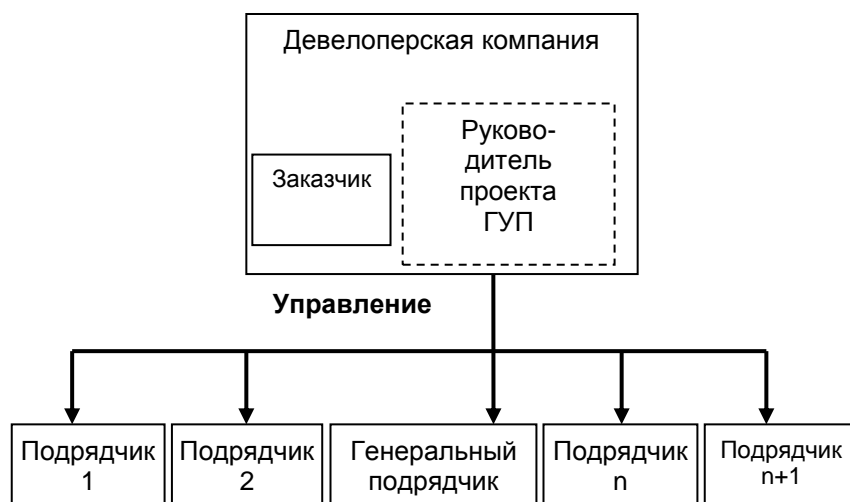 Девелоперская компания
Заказчик
Руково-
дитель
проекта
ГУП
Управление
Подрядчик
1
Подрядчик
2
Генеральный
подрядчик
Подрядчик
n
Подрядчик
n+1